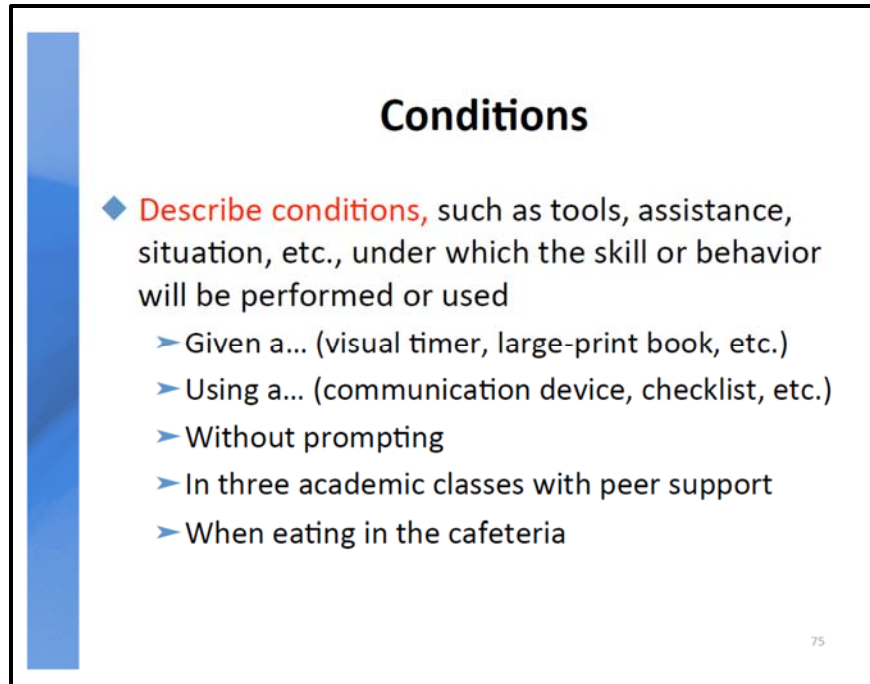 Conditions
Describe conditions, such as tools, assistance,
situation, etc., under which the skill or behavior
will be performed or used
Given a... (visual timer, large-print book, etc.)
Using a... (communication device, checklist, etc.)
Without prompting
In three academic classes with peer support
When eating in the cafeteria
75